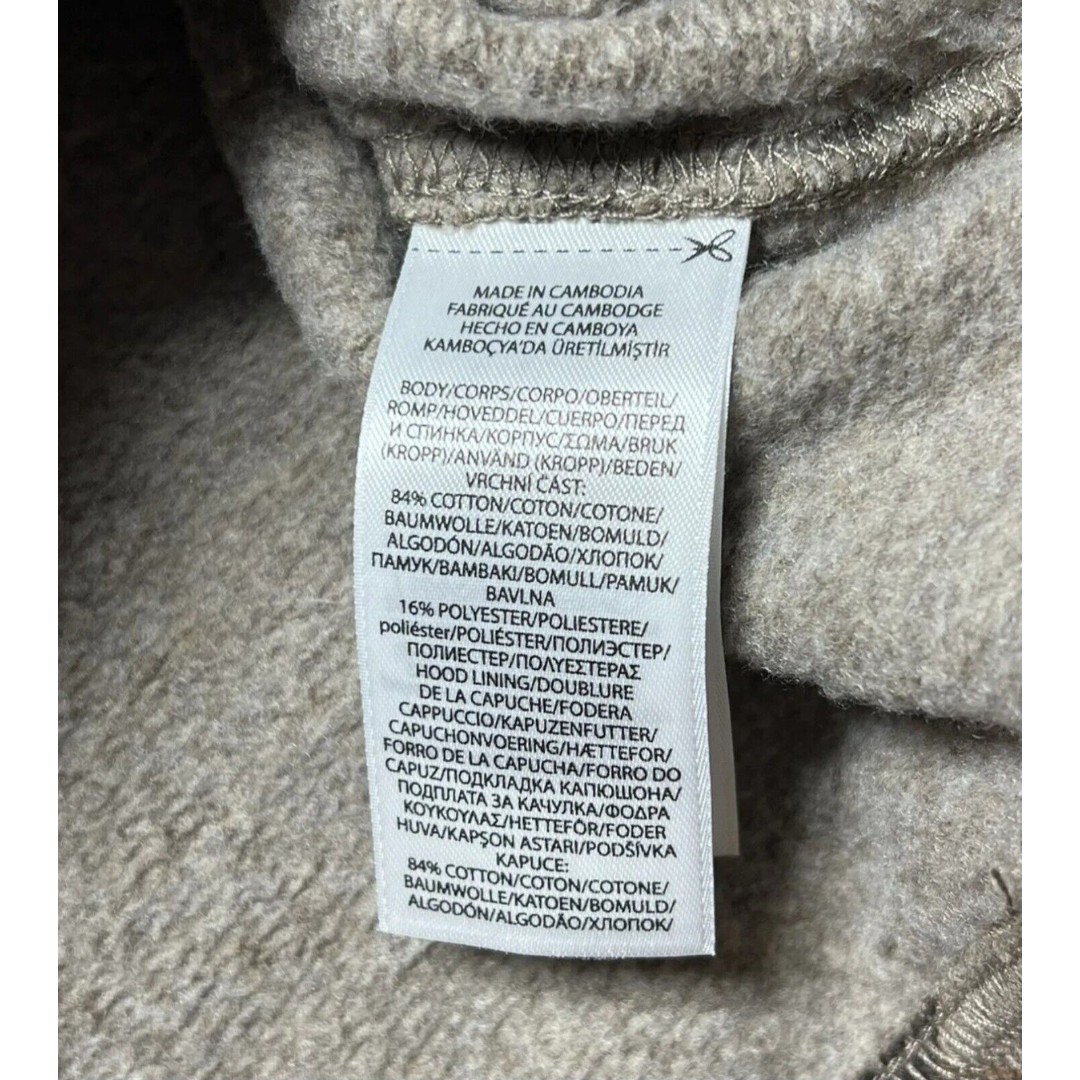 MADE IN CAMBODIA
FABRIQUÉ AU CAMBODGE
HECHO EN CAMBOYA
KAMBOÇYA'DA ÜRETİLMİŞTİR
BODY/CORPS/CORPO/OBERTEIL/
ROMP/HOVEDDEL/CUERPO/ПЕРЕД
И СПИНКА/КОРПУС/ΣΩΜΑ/BRUK
(KROPP)/ANVÄND (KROPP)/BEDEN/
VRCHNÍ ČÁST:
84% COTTON/COTON/COTONE/
BAUMWOLLE/KATOEN/BOMULD/
ALGODÓN/ALGODÃO/ХЛОПОК/
ПАМУК/ΒΑΜΒΑΚΙ/BOMULL/PAMUK/
BAVLNA
16% POLYESTER/POLIESTERE/
poliéster/POLIÉSTER/ПОЛИЭСТЕР/
ПОЛИЕСТЕР/ΠΟΛΥΕΣΤΕΡΑΣ
HOOD LINING/DOUBLURE
DE LA CAPUCHE/FODERA
CAPPUCCIO/KAPUZENFUTTER/
CAPUCHONVOERING/HÆTTEFOR/
FORRO DE LA CAPUCHA/FORRO DO
CAPUZ/ПОДКЛАДКА КАПЮШОНА/
ПОДПЛАТА ЗА КАЧУЛКА/ΦΟΔΡΑ
ΚΟΥΚΟΥΛΑΣ/HETTEFÔR/FODER
HUVA/KAPŞON ASTARI/PODŠÍVKA
KAPUCE:
84% COTTON/COTON/COTONE/
BAUMWOLLE/KATOEN/BOMULD/
ALGODÓN/ALGODÃO/ХЛОПОК/